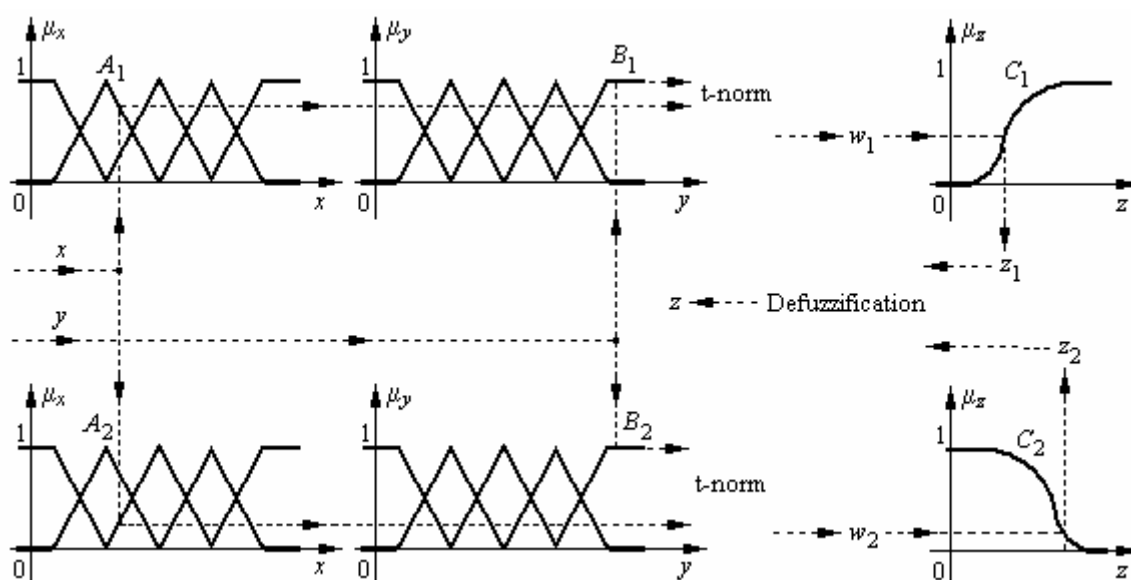 μx
μy
μz
1
A1
1
B1
1
C1
t-norm
w1
0
x
0
y
0
z
x
z1
z
Defuzzification
y
z2
μx
μy
μz
1
A2
1
B2
1
C2
t-norm
w2
0
x
0
y
0
z